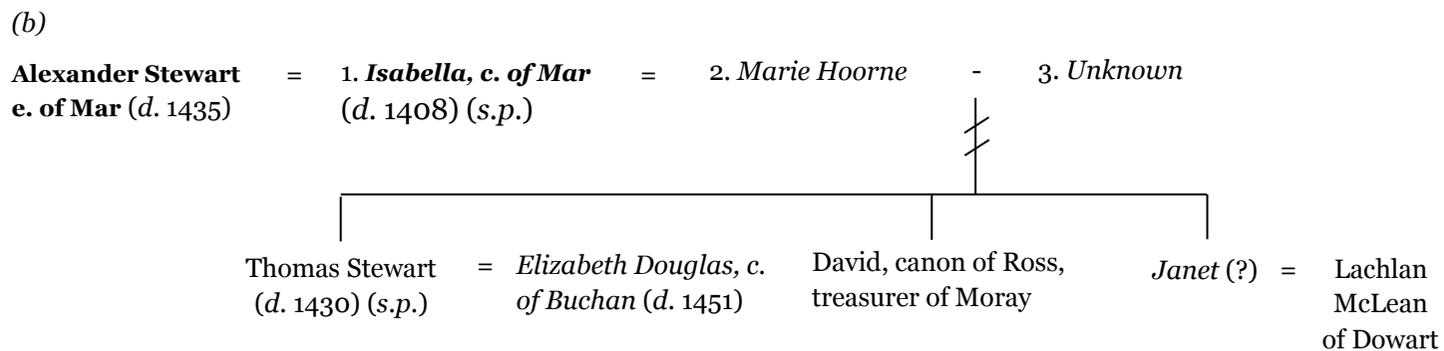 (b)
Alexander Stewart = 1. Isabella, c. of Mar = 2. Marie Hoorne - 3. Unknown
e. of Mar (d. 1435) (d. 1408) (s.p.)
Thomas Stewart = Elizabeth Douglas, c. David, canon of Ross, Janet (?) = Lachlan
(d. 1430) (s.p.) of Buchan (d. 1451) treasurer of Moray McLean
of Dowart